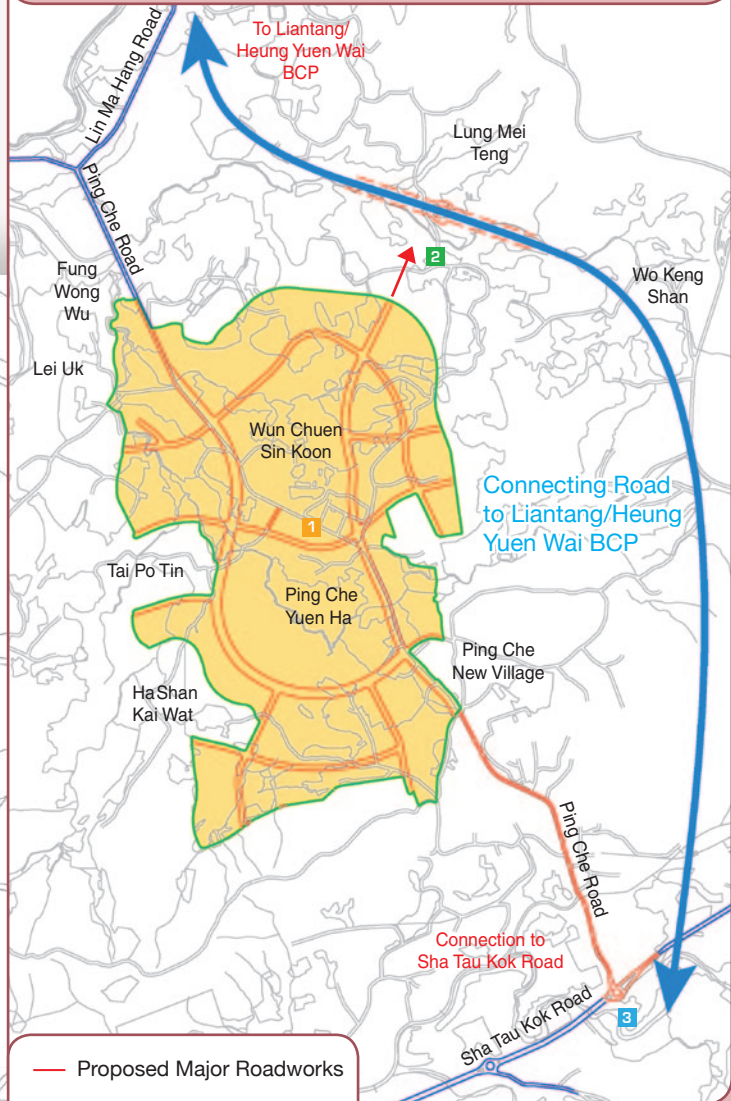 To Liantang/
Heung Yuen Wai
BCP
Lin Ma Hang Road
Lung Mei
Teng
Ping Che Road
2
Fung
Wong
Wu
Wo Keng
Shan
Lei Uk
Wun Chuen
Sin Koon
Connecting Road
to Liantang/Heung
Yuen Wai BCP
1
Tai Po Tin
Ping Che
Yuen Ha
Ping Che
New Village
Ha Shan
Kai Wat
Ping Che Road
Connection to
Sha Tau Kok Road
Sha Tau Kok Road
3
Proposed Major Roadworks